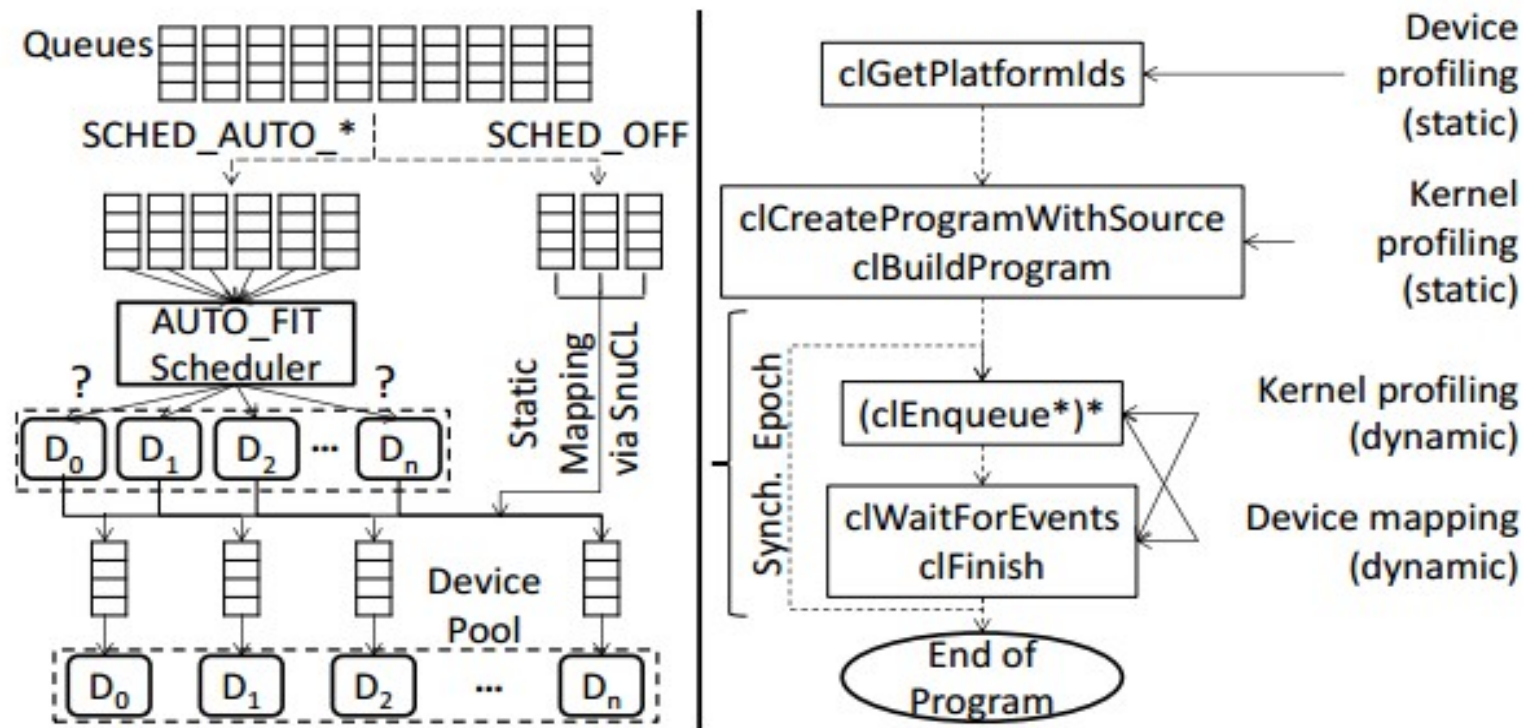 Queues
SCHED_AUTO_*
SCHED_OFF
AUTO_FIT
Scheduler
?
?
D0
D1
D2
...
Dn
Static
Mapping
via SnuCL
Device
Pool
D0
D1
D2
...
Dn
clGetPlatformIds
Device
profiling
(static)
clCreateProgramWithSource
clBuildProgram
Kernel
profiling
(static)
Synch. Epoch
(clEnqueue*)*
Kernel profiling
(dynamic)
clWaitForEvents
clFinish
Device mapping
(dynamic)
End of
Program